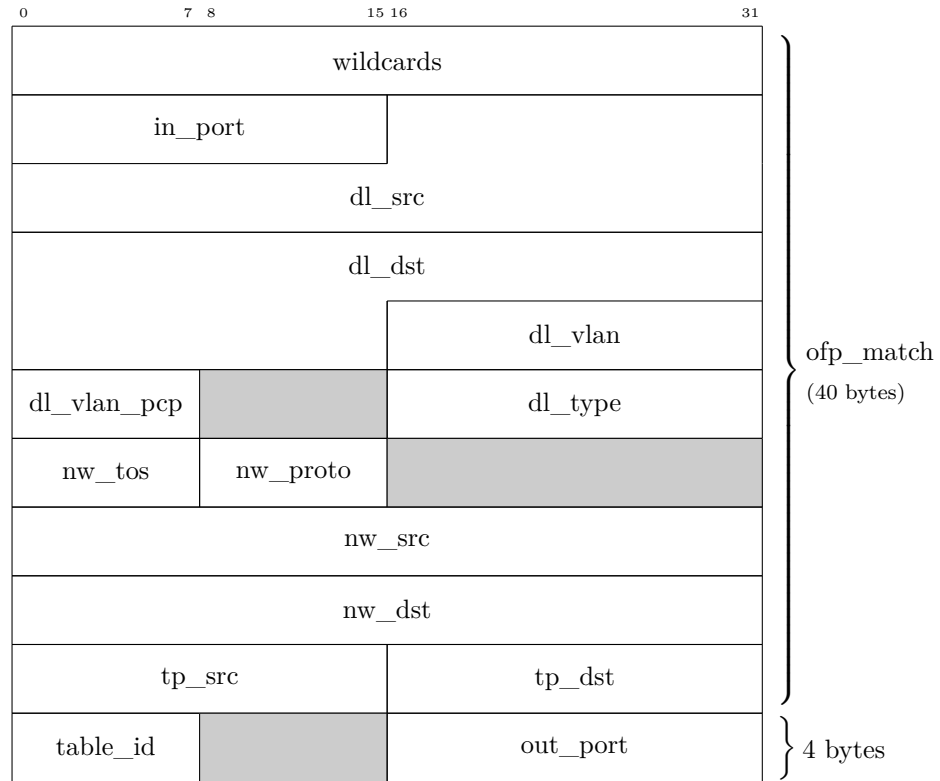 0 7 8 15 16 31
wildcards
in_port
dl_src
dl_dst
dl_vlan
dl_vlan_pcp dl_type
nw_tos nw_proto
nw_src
nw_dst
tp_src tp_dst
table_id out_port
ofp_match
(40 bytes)
4 bytes